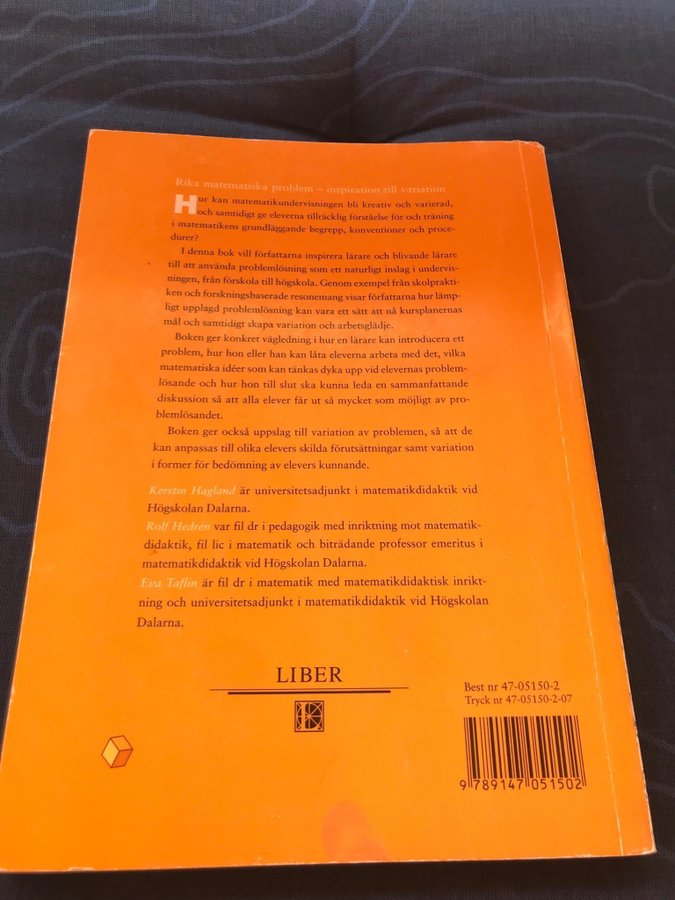 Rika matematiska problem – inspiration till variation
Hur kan matematikundervisningen bli kreativ och varierad,
och samtidigt ge eleverna tillräcklig förståelse för och träning
i matematikens grundläggande begrepp, konventioner och proce-
durer?
I denna bok vill författarna inspirera lärare och blivande lärare
till att använda problemlösning som ett naturligt inslag i undervis-
ningen, från förskola till högskola. Genom exempel från skolprakti-
ken och forskningsbaserade resonemang visar författarna hur lämp-
ligt upplagd problemlösning kan vara ett sätt att nå kursplanernas
mål och samtidigt skapa variation och arbetsglädje.
Boken ger konkret vägledning i hur en lärare kan introducera ett
problem, hur hon eller han kan låta eleverna arbeta med det, vilka
matematiska idéer som kan tänkas dyka upp vid elevernas problem-
lösande och hur hon till slut ska kunna leda en sammanfattande
diskussion så att alla elever får ut så mycket som möjligt av pro-
blemlösandet.
Boken ger också uppslag till variation av problemen, så att de
kan anpassas till olika elevers skilda förutsättningar samt variation
i former för bedömning av elevers kunnande.
Kerstin Hagland är universitetsadjunkt i matematikdidaktik vid
Högskolan Dalarna.
Rolf Hedrén var fil dr i pedagogik med inriktning mot matematik-
didaktik, fil lic i matematik och biträdande professor emeritus i
matematikdidaktik vid Högskolan Dalarna.
Eva Taflin är fil dr i matematik med matematikdidaktisk inrikt-
ning och universitetsadjunkt i matematikdidaktik vid Högskolan
Dalarna.
LIBER
Best nr 47-05150-2
Tryck nr 47-05150-2-07
9 789147 051502